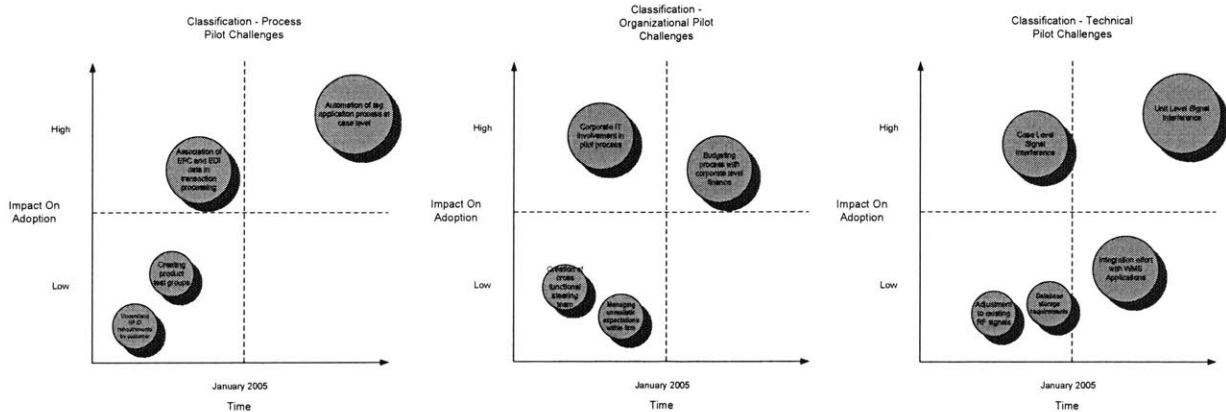 Classification - Process
Pilot Challenges
High
Impact On
Adoption
Low
Automation of tag
application process at
case level
Association of
EPC and EDI
data in
transaction
processing
Creating
product
test groups
Understand
RFID
requirements
by customer
January 2005
Time
Classification -
Organizational Pilot
Challenges
High
Impact On
Adoption
Low
Corporate IT
involvement in
pilot process
Budgeting
process with
corporate level
finance
Creation of
cross
functional
steering
team
Managing
unrealistic
expectations
within firm
January 2005
Time
Classification - Technical
Pilot Challenges
High
Impact On
Adoption
Low
Unit Level Signal
Interference
Case Level
Signal
Interference
Integration effort
with WMS
Applications
Database
storage
requirements
Adjustment
to existing
RF signals
January 2005
Time